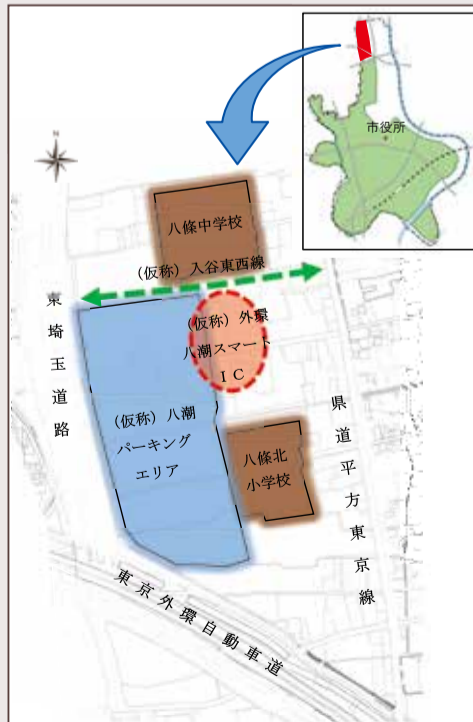 市役所
N
八條中学校
(仮称)入谷東西線
東埼玉道路
(仮称)外環
八潮スマート
IC
(仮称)八潮
パーキング
エリア
八條北
小学校
県道平方東京線
東京外環自動車道